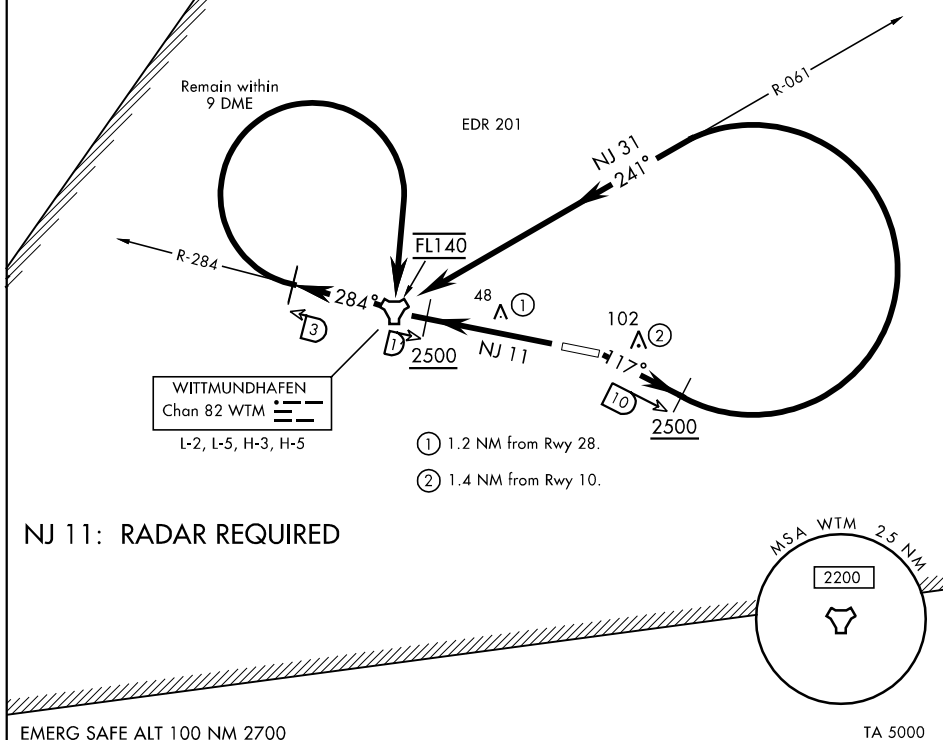 Remain within
9 DME
EDR 201
R-061
NJ 31
241°
FL140
R-284
284°
3
1
2500
48
1
NJ 11
102
2
117°
10
2500
WITTMUNDHAFEN
Chan 82 WTM
L-2, L-5, H-3, H-5
1 1.2 NM from Rwy 28.
2 1.4 NM from Rwy 10.
NJ 11: RADAR REQUIRED
MSA WTM 25 NM
2200
EMERG SAFE ALT 100 NM 2700
TA 5000